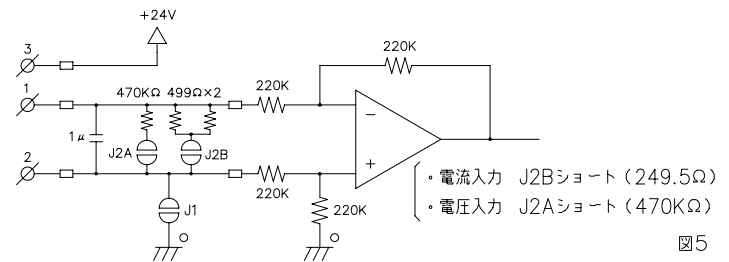 +24V
3
220K
1
470KΩ 499Ω×2
220K
1μ
J2A
J2B
−
+
2
220K
220K
J1
・電流入力 J2Bショート（249.5Ω）
・電圧入力 J2Aショート（470KΩ）
図5